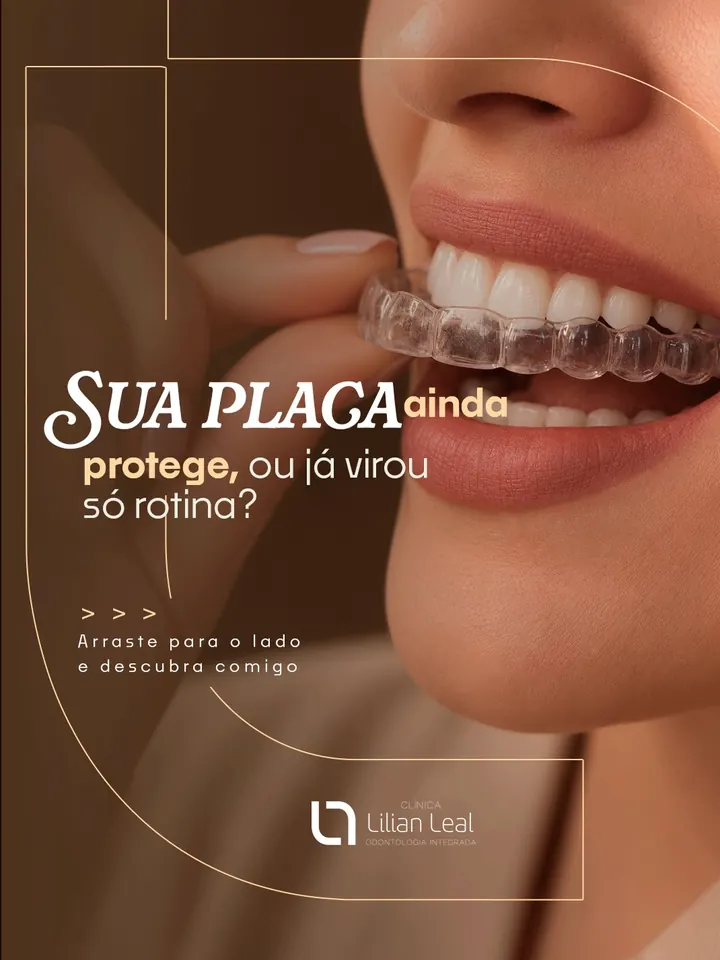 SUA PLACA ainda
protege, ou já virou
só rotina?
> > >
Arraste para o lado
e descubra comigo
CLÍNICA
Lilian Leal
ODONTOLOGIA INTEGRADA